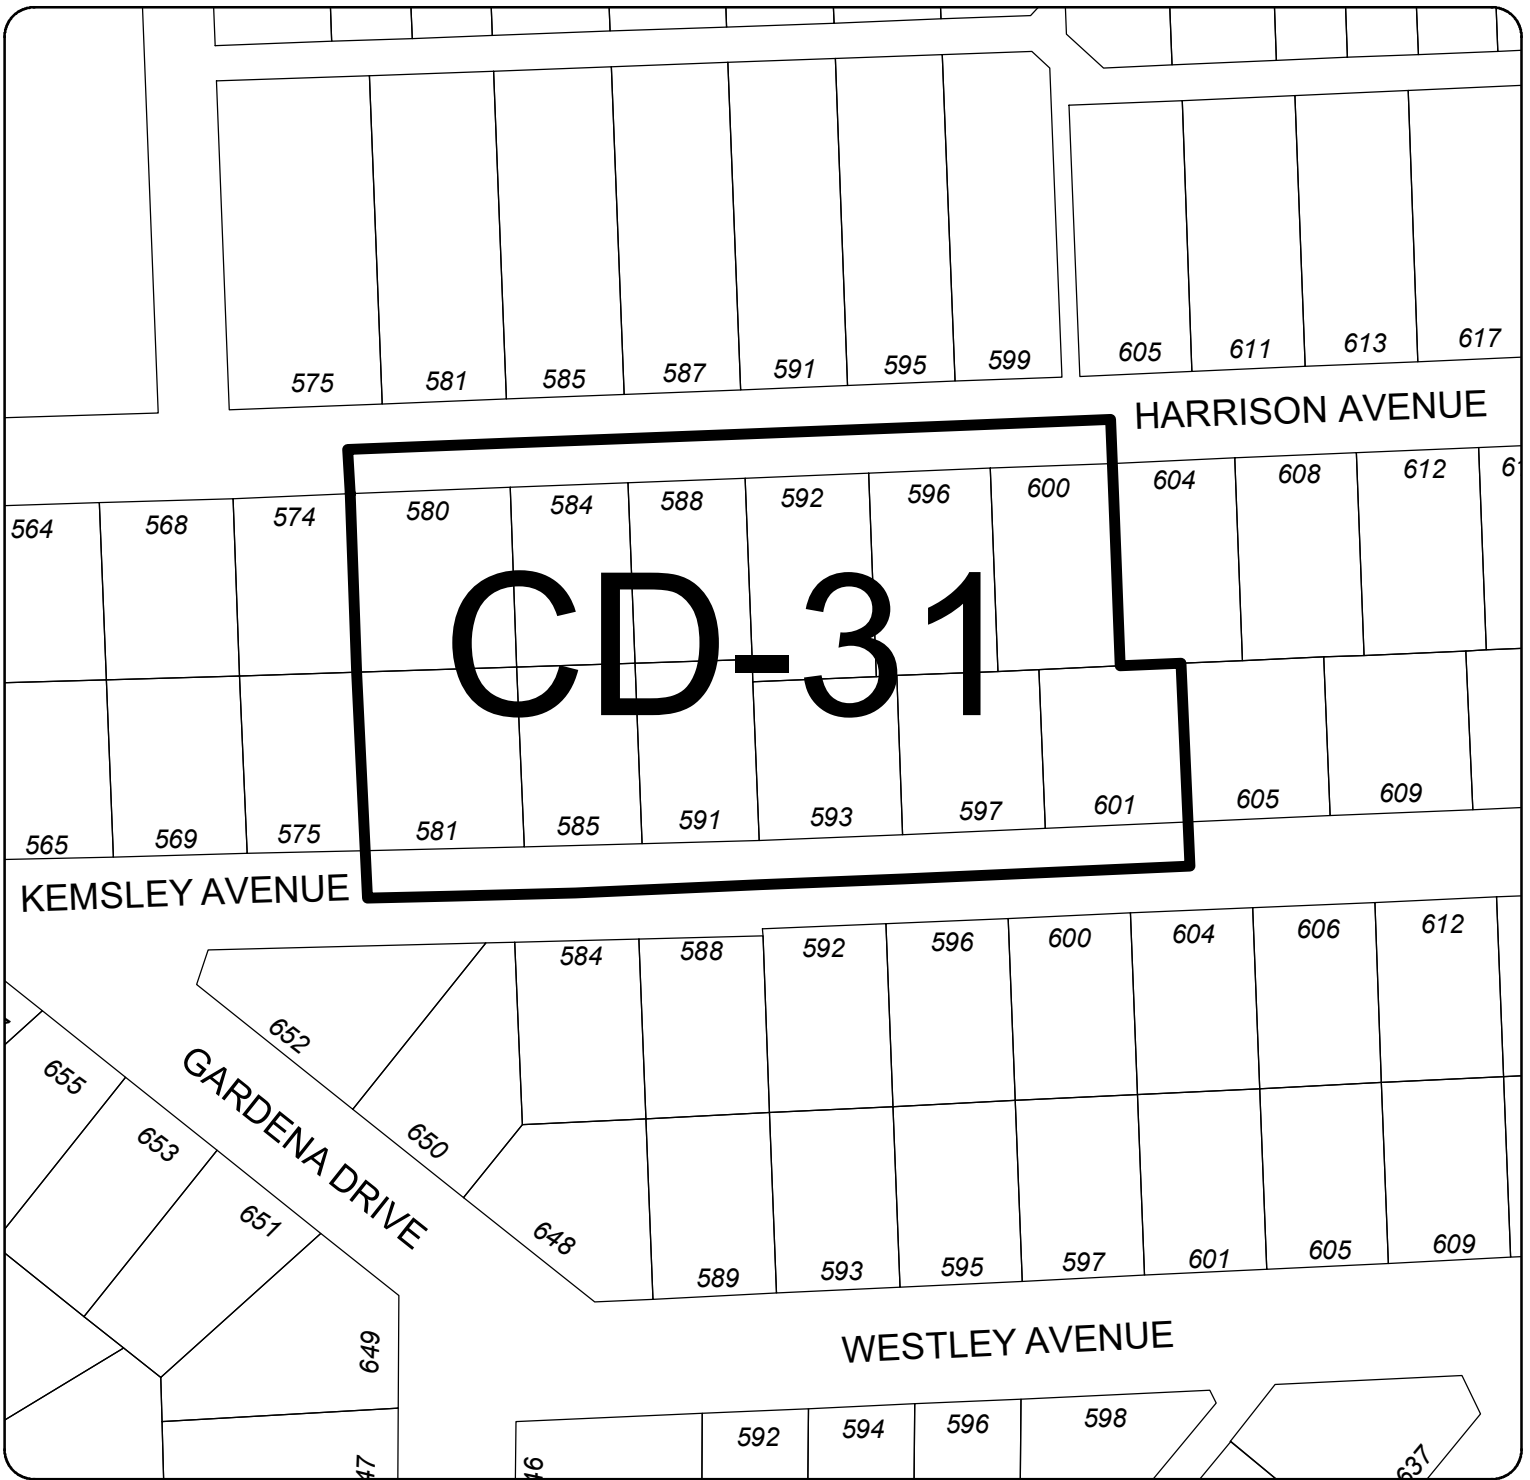 575 581 585 587 591 595 599 605 611 613 617
HARRISON AVENUE
564 568 574 580 584 588 592 596 600 604 608 612
CD-31
565 569 575 581 585 591 593 597 601 605 609
KEMSLEY AVENUE
584 588 592 596 600 604 606 612
652
655
GARDENA DRIVE
653
650
651
648
589 593 595 597 601 605 609
WESTLEY AVENUE
649
592 594 596 598
637